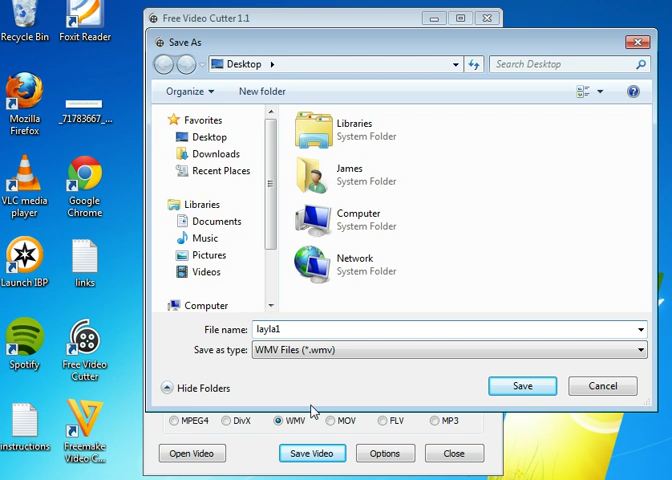 Recycle Bin
Foxit Reader
Mozilla
Firefox
_71783667_...
VLC media
player
Google
Chrome
Launch IBP
links
Spotify
Free Video
Cutter
instructions
Freemake
Video C...
Free Video Cutter 1.1
Save As
Desktop
Search Desktop
Organize
New folder
Favorites
Desktop
Downloads
Recent Places
Libraries
Documents
Music
Pictures
Videos
Computer
Libraries
System Folder
James
System Folder
Computer
System Folder
Network
System Folder
File name: layla1
Save as type: WMV Files (*.wmv)
Hide Folders
Save
Cancel
MPEG4 DivX WMV MOV FLV MP3
Open Video
Save Video
Options
Close